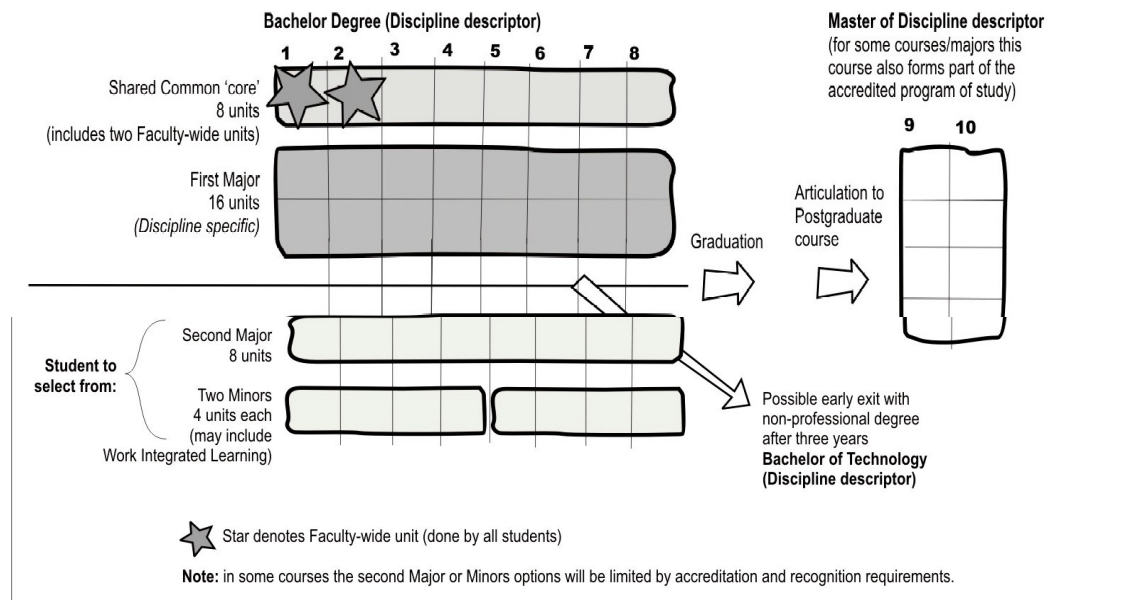 Bachelor Degree (Discipline descriptor)
1 2 3 4 5 6 7 8
Shared Common ‘core’
8 units
(includes two Faculty-wide units)
First Major
16 units
(Discipline specific)
Graduation
Articulation to
Postgraduate
course
Master of Discipline descriptor
(for some courses/majors this
course also forms part of the
accredited program of study)
9 10
Student to
select from:
Second Major
8 units
Two Minors
4 units each
(may include
Work Integrated Learning)
Possible early exit with
non-professional degree
after three years
Bachelor of Technology
(Discipline descriptor)
Star denotes Faculty-wide unit (done by all students)
Note: in some courses the second Major or Minors options will be limited by accreditation and recognition requirements.